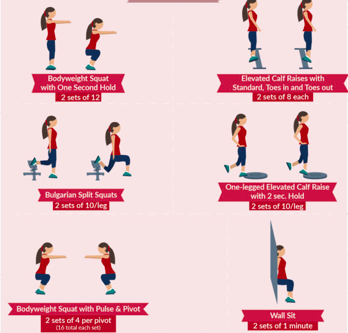 Bodyweight Squat
with One Second Hold
2 sets of 12
Elevated Calf Raises with
Standard, Toes in and Toes out
2 sets of 8 each
Bulgarian Split Squats
2 sets of 10/leg
One-legged Elevated Calf Raise
with 2 sec. Hold
2 sets of 10/leg
Bodyweight Squat with Pulse & Pivot
2 sets of 4 per pivot
(16 total each set)
Wall Sit
2 sets of 1 minute